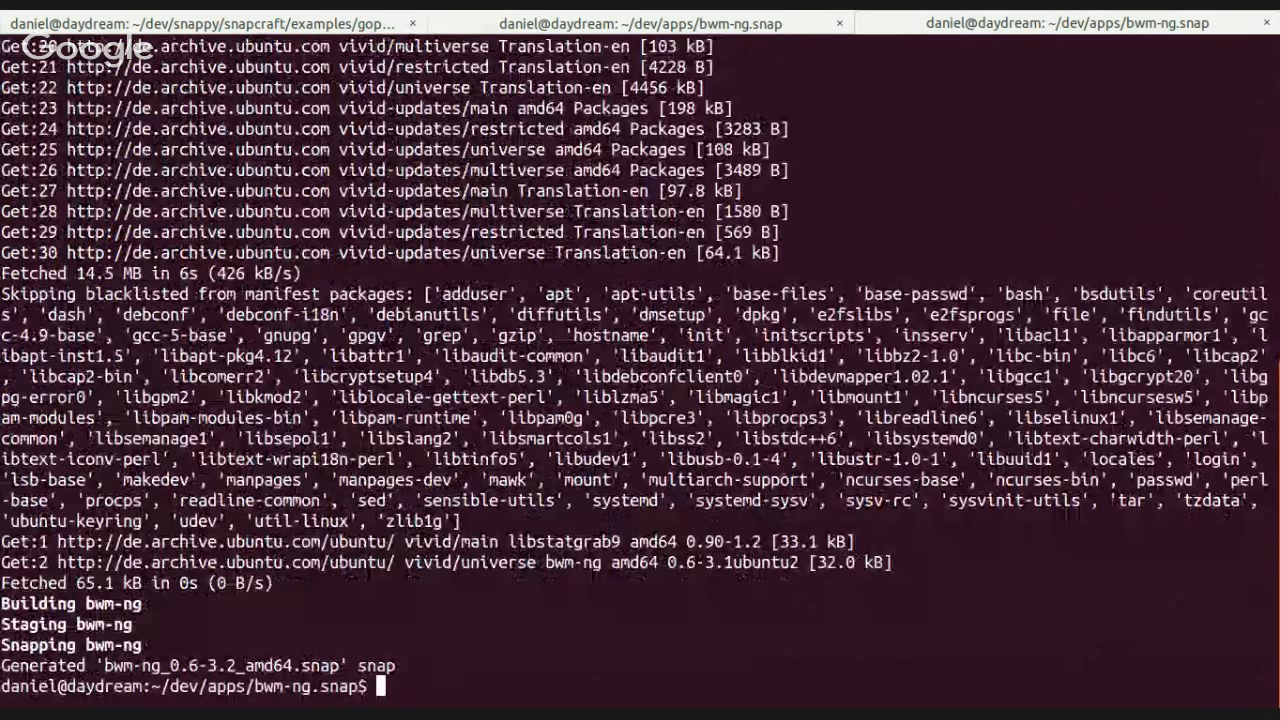 daniel@daydream: ~/dev/snappy/snapcraft/examples/gop... × daniel@daydream: ~/dev/apps/bwm-ng.snap × daniel@daydream: ~/dev/apps/bwm-ng.snap ×
Google
Get:20 http://de.archive.ubuntu.com vivid/multiverse Translation-en [103 kB]
Get:21 http://de.archive.ubuntu.com vivid/restricted Translation-en [4228 B]
Get:22 http://de.archive.ubuntu.com vivid/universe Translation-en [4456 kB]
Get:23 http://de.archive.ubuntu.com vivid-updates/main amd64 Packages [198 kB]
Get:24 http://de.archive.ubuntu.com vivid-updates/restricted amd64 Packages [3283 B]
Get:25 http://de.archive.ubuntu.com vivid-updates/universe amd64 Packages [108 kB]
Get:26 http://de.archive.ubuntu.com vivid-updates/multiverse amd64 Packages [3489 B]
Get:27 http://de.archive.ubuntu.com vivid-updates/main Translation-en [97.8 kB]
Get:28 http://de.archive.ubuntu.com vivid-updates/multiverse Translation-en [1580 B]
Get:29 http://de.archive.ubuntu.com vivid-updates/restricted Translation-en [569 B]
Get:30 http://de.archive.ubuntu.com vivid-updates/universe Translation-en [64.1 kB]
Fetched 14.5 MB in 6s (426 kB/s)
Skipping blacklisted from manifest packages: ['adduser', 'apt', 'apt-utils', 'base-files', 'base-passwd', 'bash', 'bsdutils', 'coreutil
s', 'dash', 'debconf', 'debconf-i18n', 'debianutils', 'diffutils', 'dmsetup', 'dpkg', 'e2fslibs', 'e2fsprogs', 'file', 'findutils', 'gc
c-4.9-base', 'gcc-5-base', 'gnupg', 'gpgv', 'grep', 'gzip', 'hostname', 'init', 'initscripts', 'insserv', 'libacl1', 'libapparmor1', 'l
ibapt-inst1.5', 'libapt-pkg4.12', 'libattr1', 'libaudit-common', 'libaudit1', 'libblkid1', 'libbz2-1.0', 'libc-bin', 'libc6', 'libcap2'
, 'libcap2-bin', 'libcomerr2', 'libcryptsetup4', 'libdb5.3', 'libdebconfclient0', 'libdevmapper1.02.1', 'libgcc1', 'libgcrypt20', 'libg
pg-error0', 'libgpm2', 'libkmod2', 'liblocale-gettext-perl', 'liblzma5', 'libmagic1', 'libmount1', 'libncurses5', 'libncursesw5', 'libp
am-modules', 'libpam-modules-bin', 'libpam-runtime', 'libpam0g', 'libpcre3', 'libprocps3', 'libreadline6', 'libselinux1', 'libsemanage-
common', 'libsemanage1', 'libsepol1', 'libslang2', 'libsmartcols1', 'libss2', 'libstdc++6', 'libsystemd0', 'libtext-charwidth-perl', 'l
ibtext-iconv-perl', 'libtext-wrapi18n-perl', 'libtinfo5', 'libudev1', 'libusb-0.1-4', 'libustr-1.0-1', 'libuuid1', 'locales', 'login',
'lsb-base', 'makedev', 'manpages', 'manpages-dev', 'mawk', 'mount', 'multiarch-support', 'ncurses-base', 'ncurses-bin', 'passwd', 'perl
-base', 'procps', 'readline-common', 'sed', 'sensible-utils', 'systemd', 'systemd-sysv', 'sysv-rc', 'sysvinit-utils', 'tar', 'tzdata',
'ubuntu-keyring', 'udev', 'util-linux', 'zlib1g']
Get:1 http://de.archive.ubuntu.com/ubuntu/ vivid/main libstatgrab9 amd64 0.90-1.2 [33.1 kB]
Get:2 http://de.archive.ubuntu.com/ubuntu/ vivid/universe bwm-ng amd64 0.6-3.1ubuntu2 [32.0 kB]
Fetched 65.1 kB in 0s (0 B/s)
Building bwm-ng
Staging bwm-ng
Snapping bwm-ng
Generated 'bwm-ng_0.6-3.2_amd64.snap' snap
daniel@daydream:~/dev/apps/bwm-ng.snap$